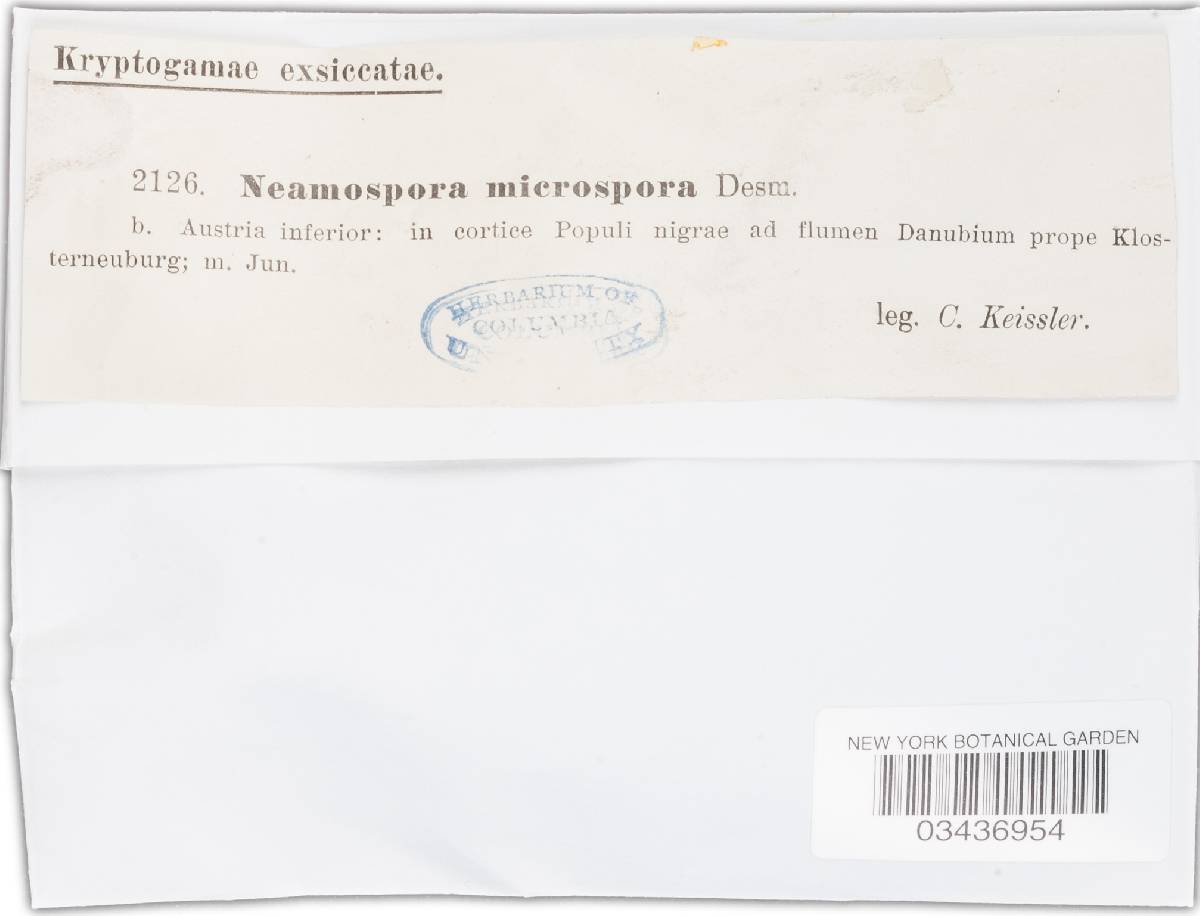 Kryptogamae exsiccatae.
2126. Neamospora microspora Desm.
b. Austria inferior: in cortice Populi nigrae ad flumen Danubium prope Klos-
terneuburg; m. Jun.
HERBARIUM OF
COLUMBIA
leg. C. Keissler.
NEW YORK BOTANICAL GARDEN
03436954